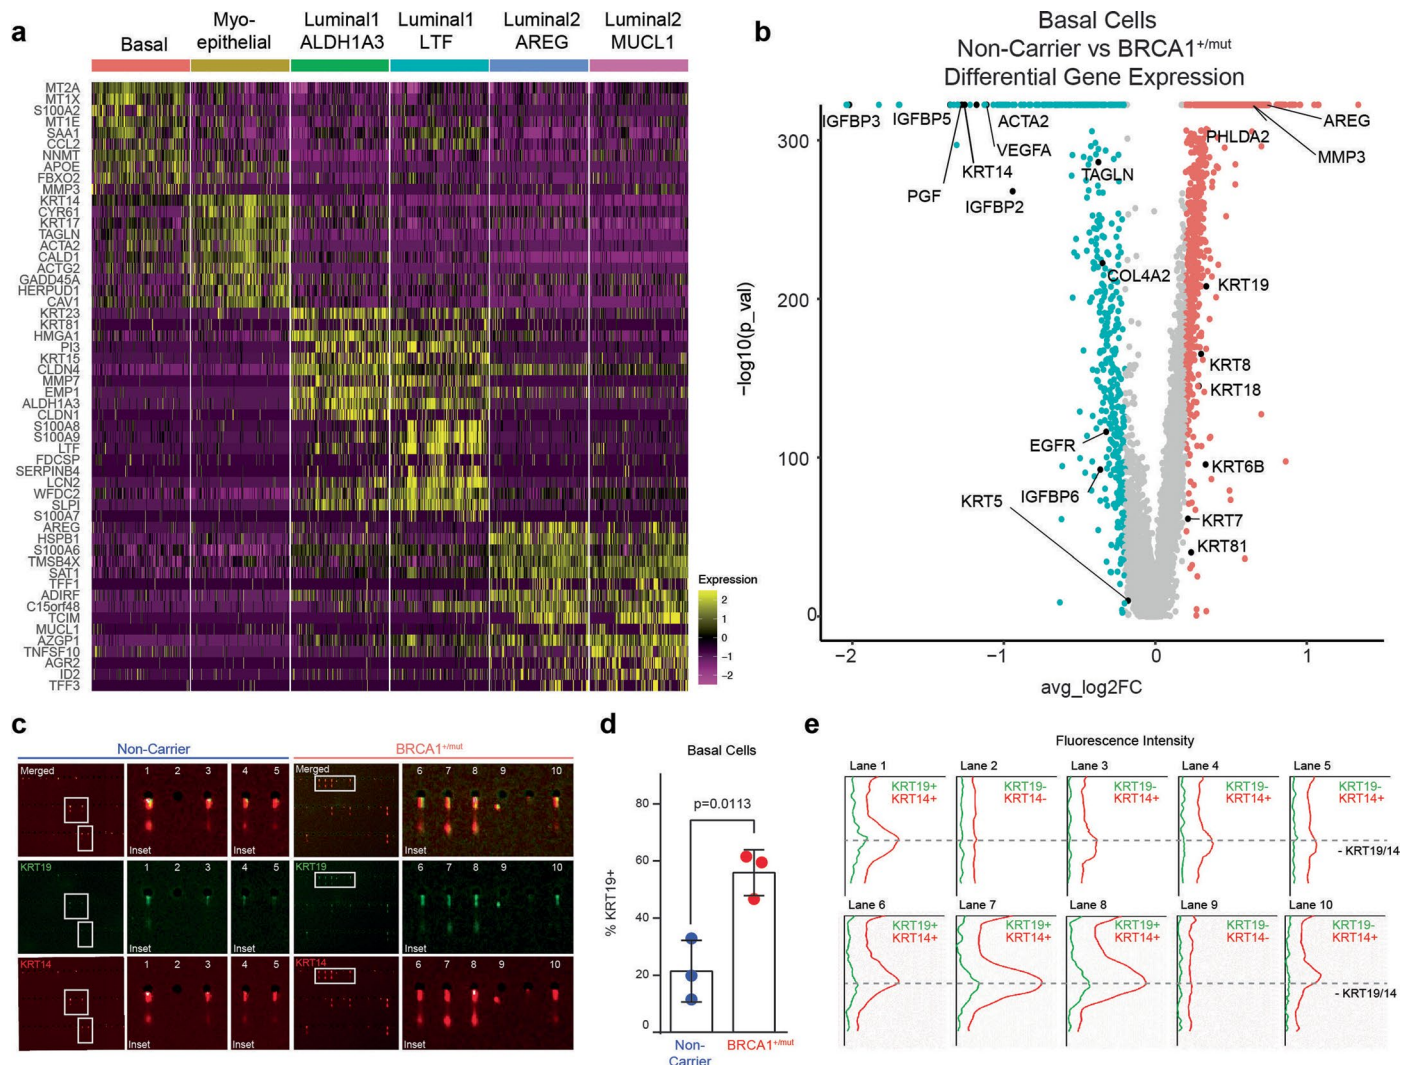 a
Basal
Myo-
epithelial
Luminal1
ALDH1A3
Luminal1
LTF
Luminal2
AREG
Luminal2
MUCL1
MT2A
MT1X
S100A2
MT1E
SAA1
CCL2
NNMT
APOE
FBXO2
MMP3
KRT14
CYR61
KRT17
TAGLN
ACTA2
CALD1
ACTG2
GADD45A
HERPUD1
CAV1
KRT23
KRT81
HMGA1
PI3
KRT15
CLDN4
MMP7
EMP1
ALDH1A3
CLDN1
S100A8
S100A9
LTF
FDCSP
SERPINB4
LCN2
WFDC2
SLPI
S100A7
AREG
HSPB1
S100A6
TMSB4X
SAT1
TFF1
ADIRF
C15orf48
TCIM
MUCL1
AZGP1
TNFSF10
AGR2
ID2
TFF3
Expression
2
1
0
−1
−2
b
Basal Cells
Non-Carrier vs BRCA1+/mut
Differential Gene Expression
−log10(p_val)
300
200
100
0
IGFBP3
IGFBP5
ACTA2
VEGFA
KRT14
PGF
IGFBP2
TAGLN
COL4A2
EGFR
IGFBP6
KRT5
PHLDA2
AREG
MMP3
KRT19
KRT8
KRT18
KRT6B
KRT7
KRT81
−2
−1
0
1
avg_log2FC
c
Non-Carrier
BRCA1+/mut
Merged
1 2 3 4 5
Merged
6 7 8 9 10
Inset
Inset
Inset
KRT19
1 2 3 4 5
KRT19
6 7 8 9 10
Inset
Inset
Inset
KRT14
1 2 3 4 5
KRT14
6 7 8 9 10
Inset
Inset
Inset
d
Basal Cells
p=0.0113
% KRT19+
80
60
40
20
0
Non-
Carrier
BRCA1+/mut
e
Fluorescence Intensity
Lane 1
KRT19+
KRT14+
Lane 2
KRT19-
KRT14-
Lane 3
KRT19-
KRT14+
Lane 4
KRT19-
KRT14+
Lane 5
KRT19-
KRT14+
- KRT19/14
Lane 6
KRT19+
KRT14+
Lane 7
KRT19+
KRT14+
Lane 8
KRT19+
KRT14+
Lane 9
KRT19-
KRT14-
Lane 10
KRT19-
KRT14+
- KRT19/14